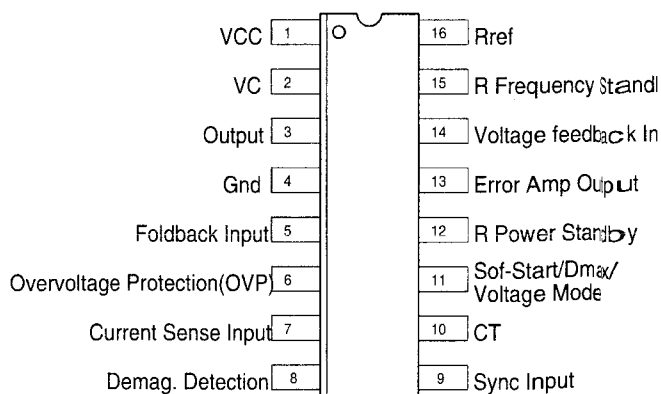 VCC 1 16 Rref
VC 2 15 R Frequency Standl
Output 3 14 Voltage feedback In
Gnd 4 13 Error Amp Ouput
Foldback Input 5 12 R Power Standby
Overvoltage Protection(OVP) 6 11 Sof-Start/Dmax/
Voltage Mode
Current Sense Input 7 10 CT
Demag. Detection 8 9 Sync Input